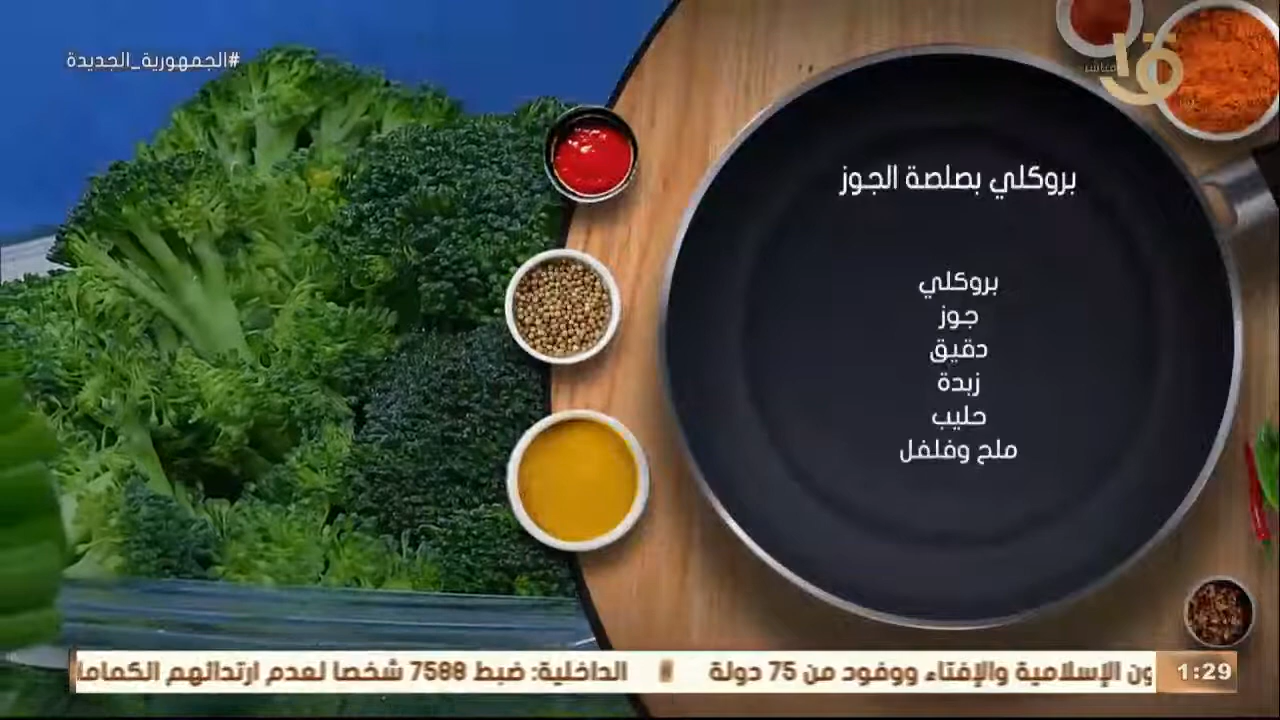 #الجمهورية_الجديدة
مباشر
بروكلي بصلصة الجوز
بروكلي
جوز
دقيق
زبدة
حليب
ملح وفلفل
1:29
ون الإسلامية والإفتاء ووفود من 75 دولة
الداخلية: ضبط 7588 شخصا لعدم ارتدائهم الكماما